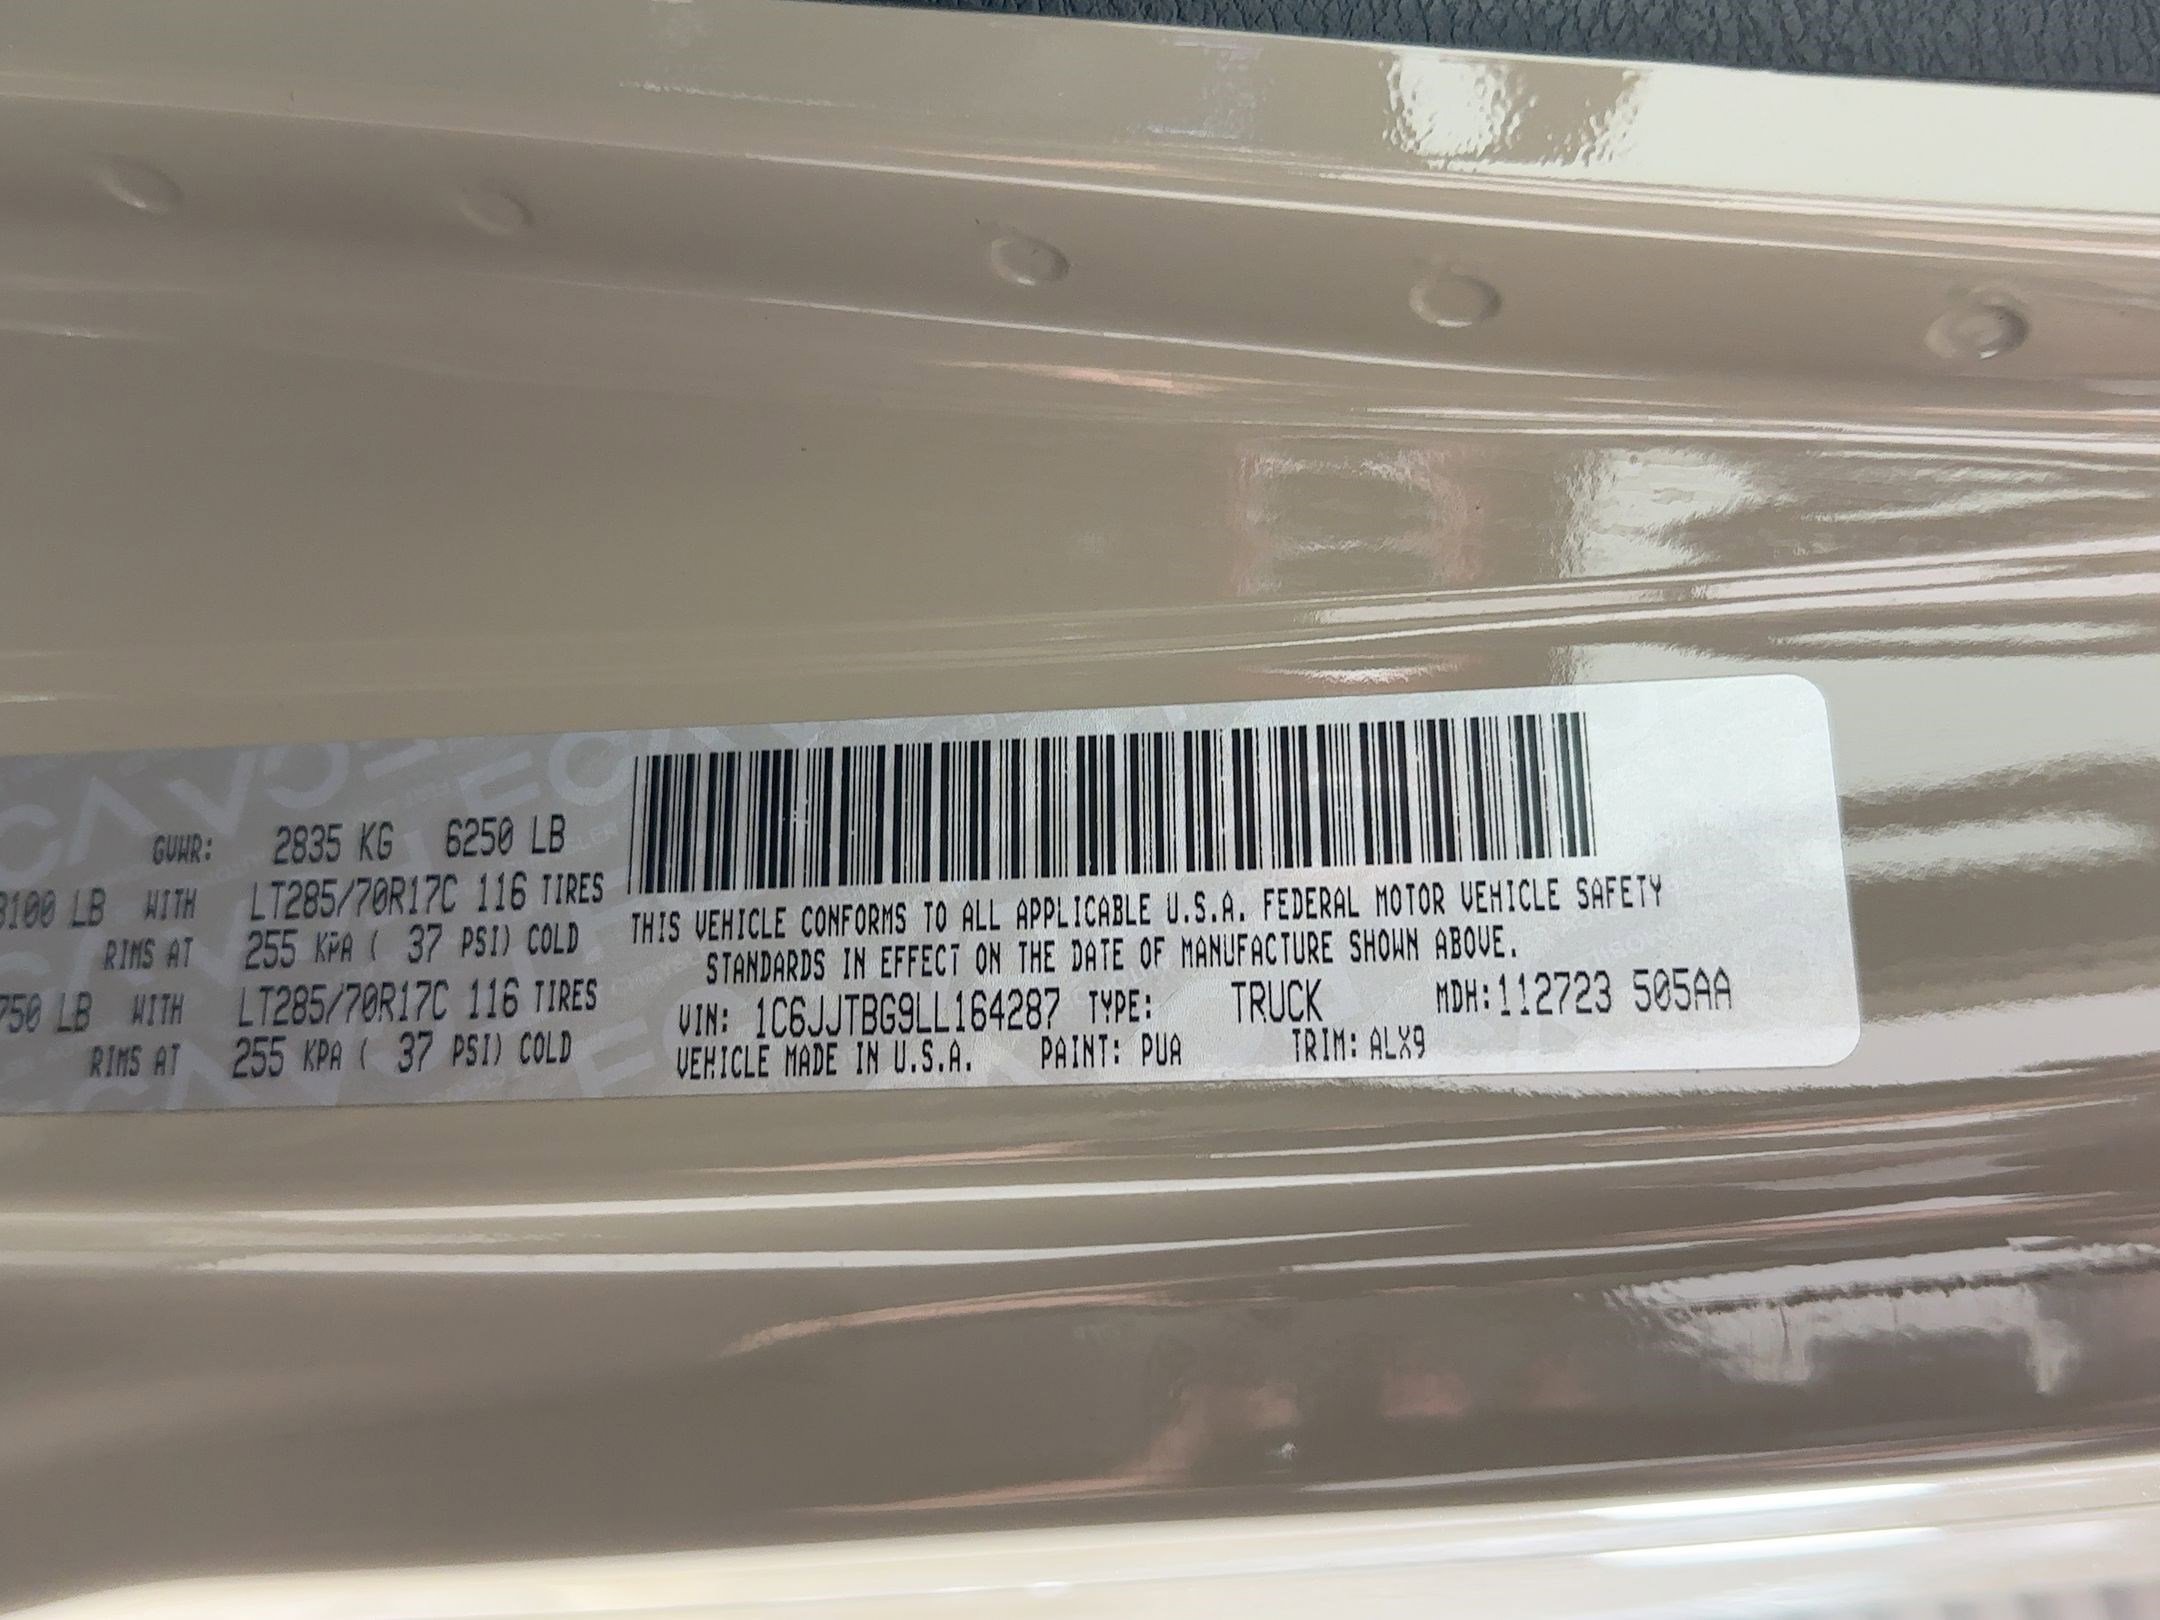 GVWR: 2835 KG 6250 LB
3100 LB WITH LT285/70R17C 116 TIRES
RIMS AT 255 KPA ( 37 PSI) COLD
750 LB WITH LT285/70R17C 116 TIRES
RIMS AT 255 KPA ( 37 PSI) COLD
THIS VEHICLE CONFORMS TO ALL APPLICABLE U.S.A. FEDERAL MOTOR VEHICLE SAFETY
STANDARDS IN EFFECT ON THE DATE OF MANUFACTURE SHOWN ABOVE.
VIN: 1C6JJTBG9LL164287 TYPE: TRUCK MDH:112723 505AA
VEHICLE MADE IN U.S.A. PAINT: PUA TRIM: ALX9